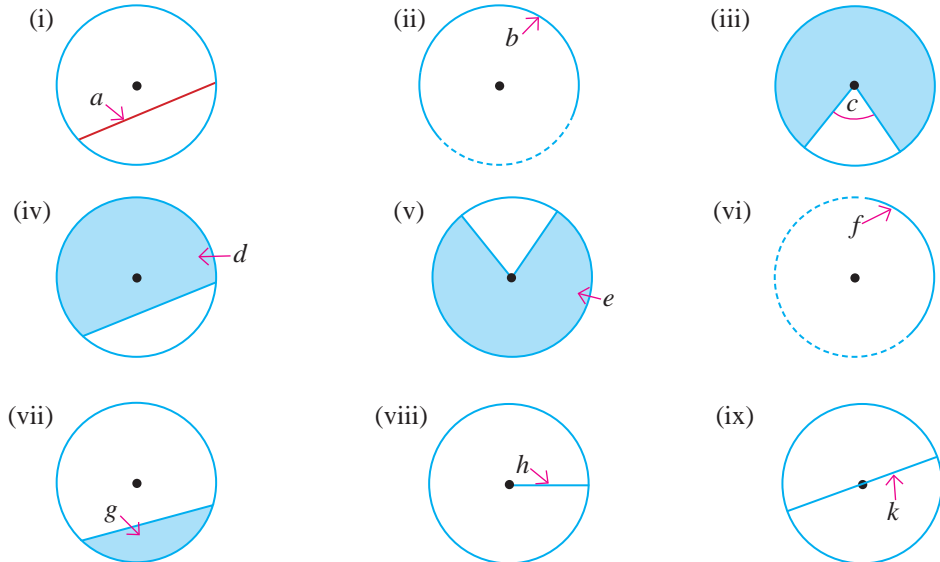 (i) (ii) (iii)
a b c
(iv) (v) (vi)
d e f
(vii) (viii) (ix)
g h k